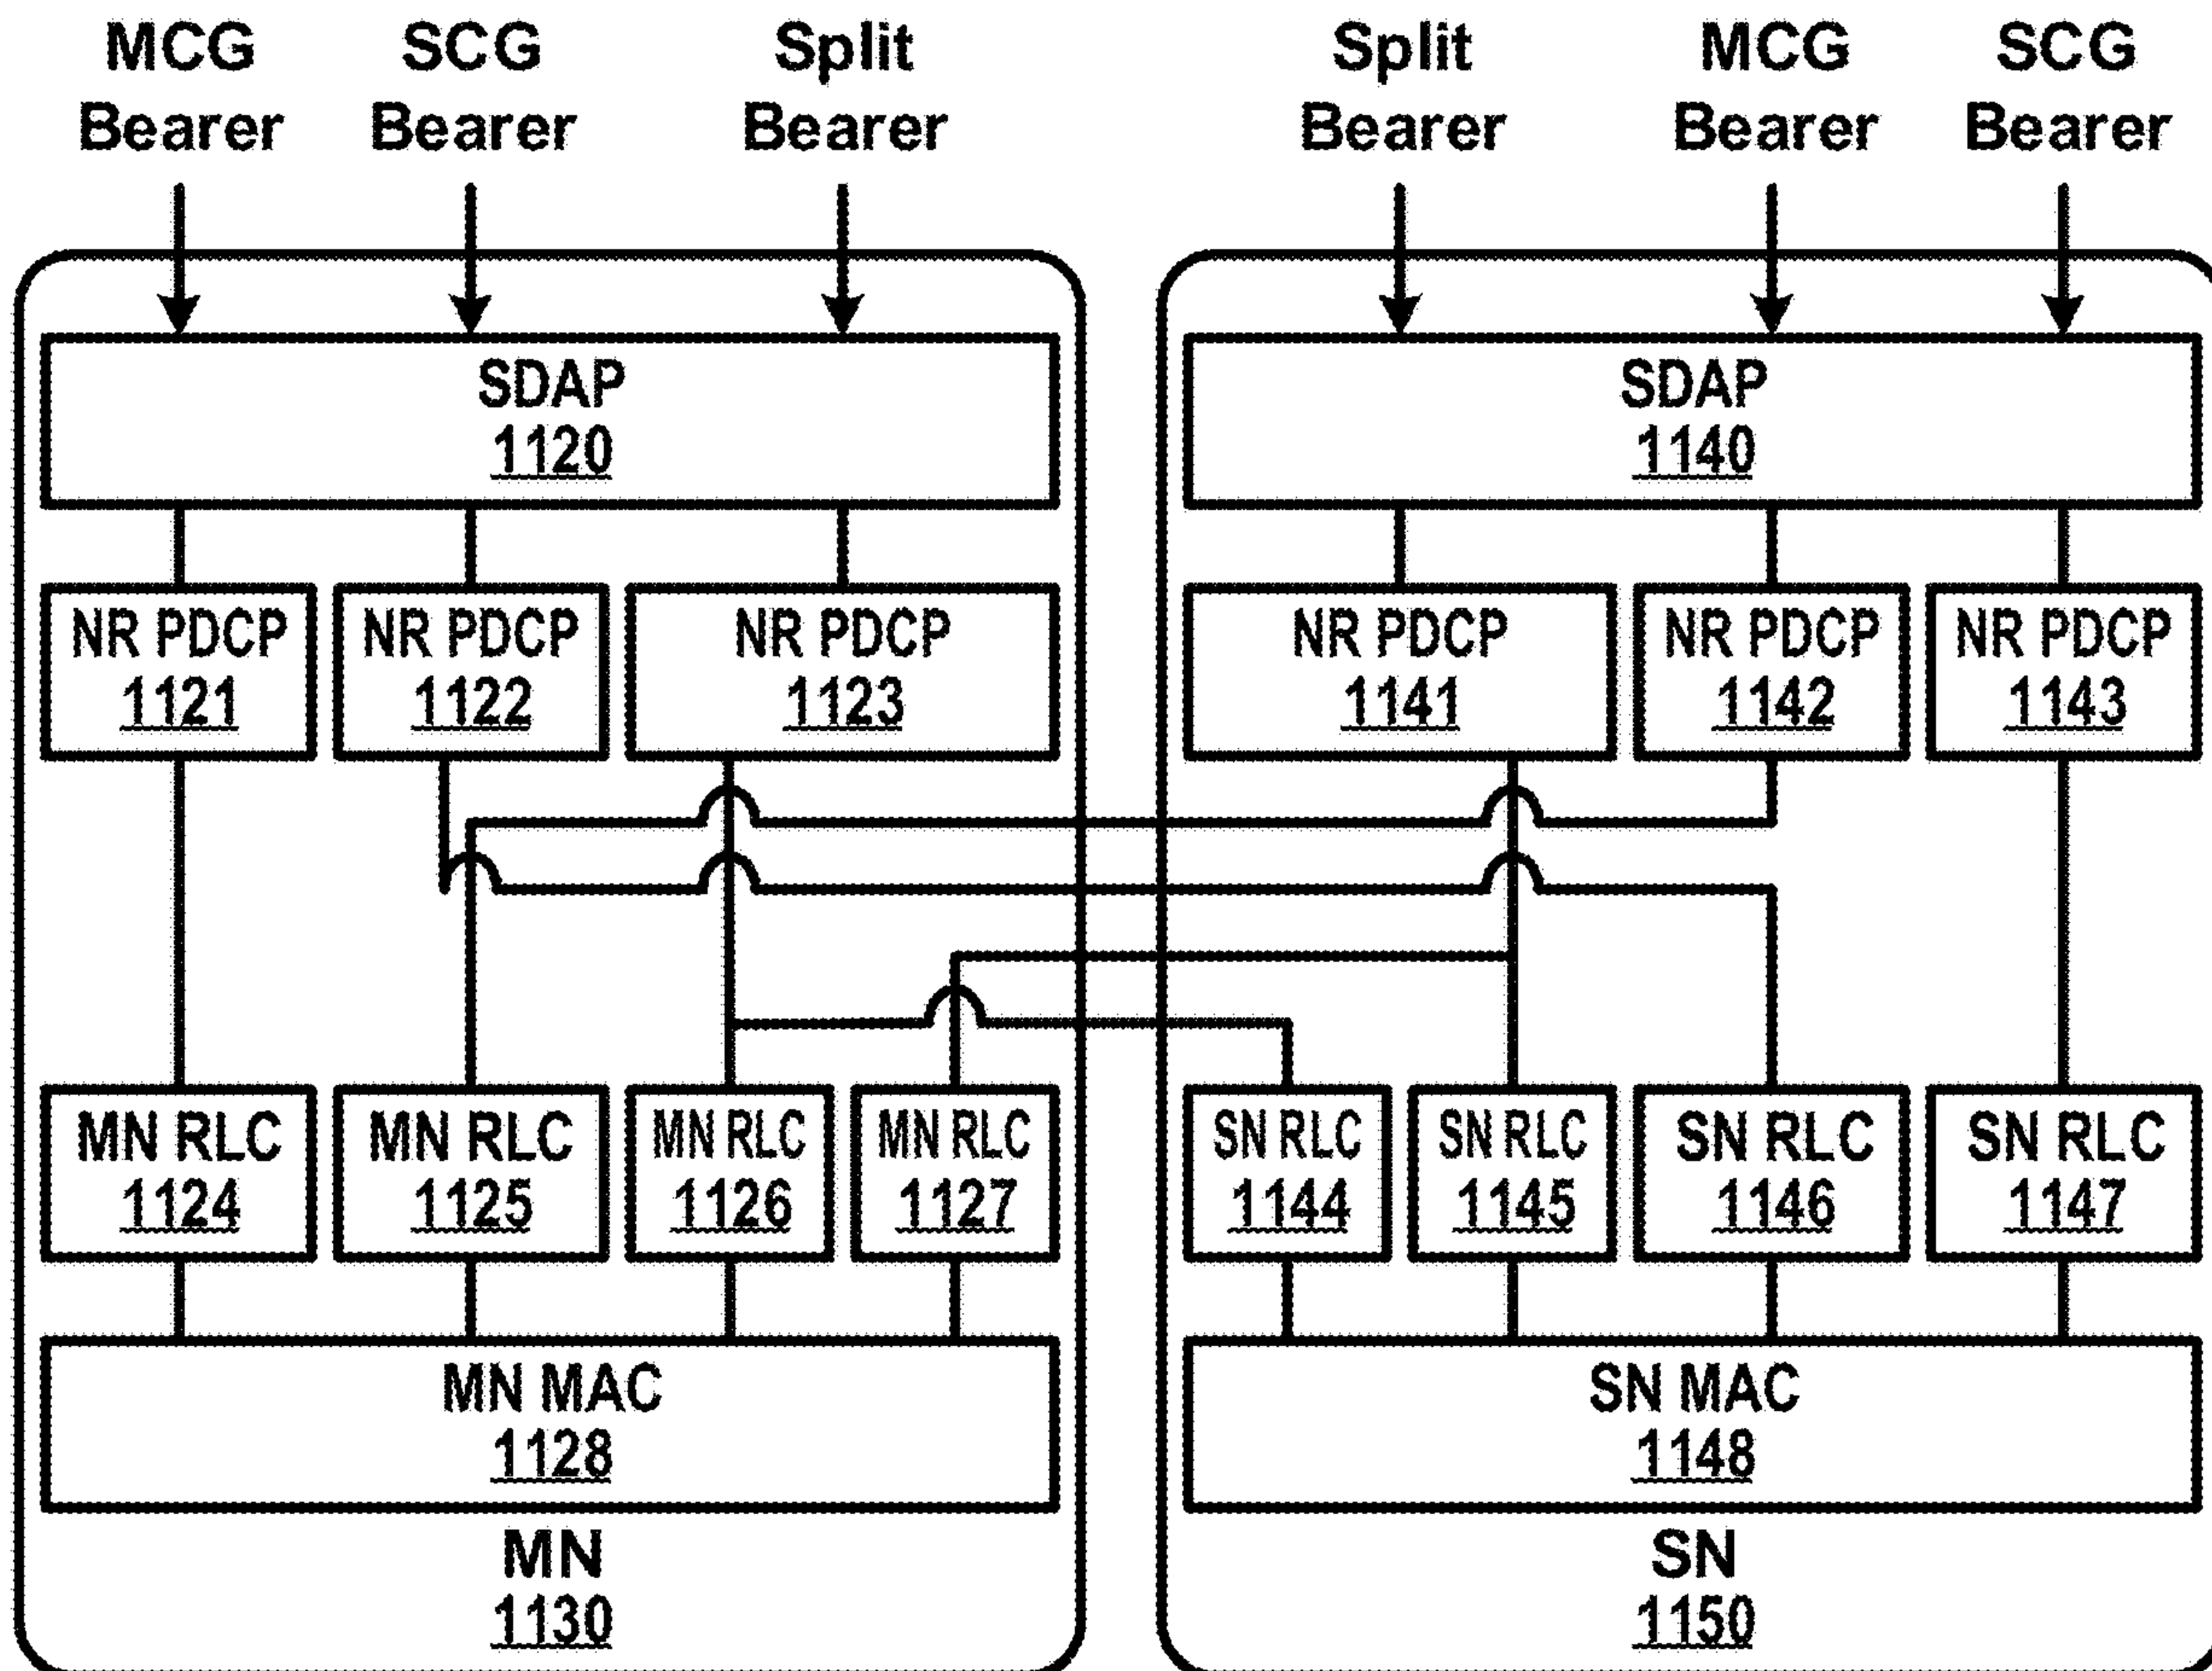 MCG Bearer
SCG Bearer
Split Bearer
Split Bearer
MCG Bearer
SCG Bearer
SDAP
1120
SDAP
1140
NR PDCP
1121
NR PDCP
1122
NR PDCP
1123
NR PDCP
1141
NR PDCP
1142
NR PDCP
1143
MN RLC
1124
MN RLC
1125
MN RLC
1126
MN RLC
1127
SN RLC
1144
SN RLC
1145
SN RLC
1146
SN RLC
1147
MN MAC
1128
SN MAC
1148
MN
1130
SN
1150